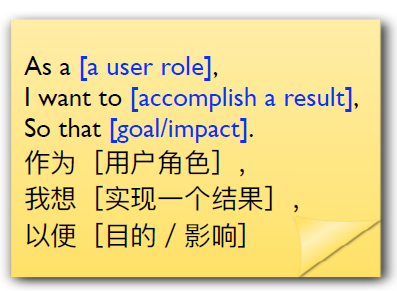 As a [a user role],
I want to [accomplish a result],
So that [goal/impact].
作为［用户角色］,
我想［实现一个结果］,
以便［目的 / 影响］